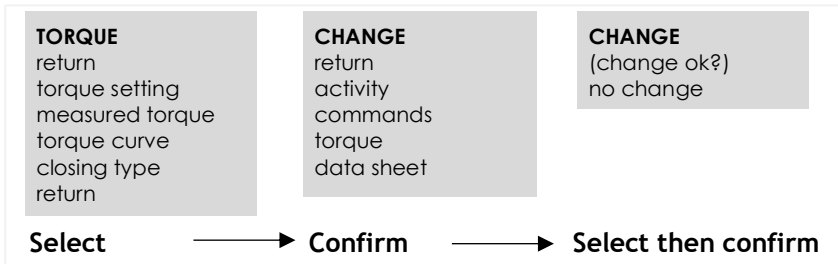 TORQUE
return
torque setting
measured torque
torque curve
closing type
return
CHANGE
return
activity
commands
torque
data sheet
CHANGE
(change ok?)
no change
Select
Confirm
Select then confirm